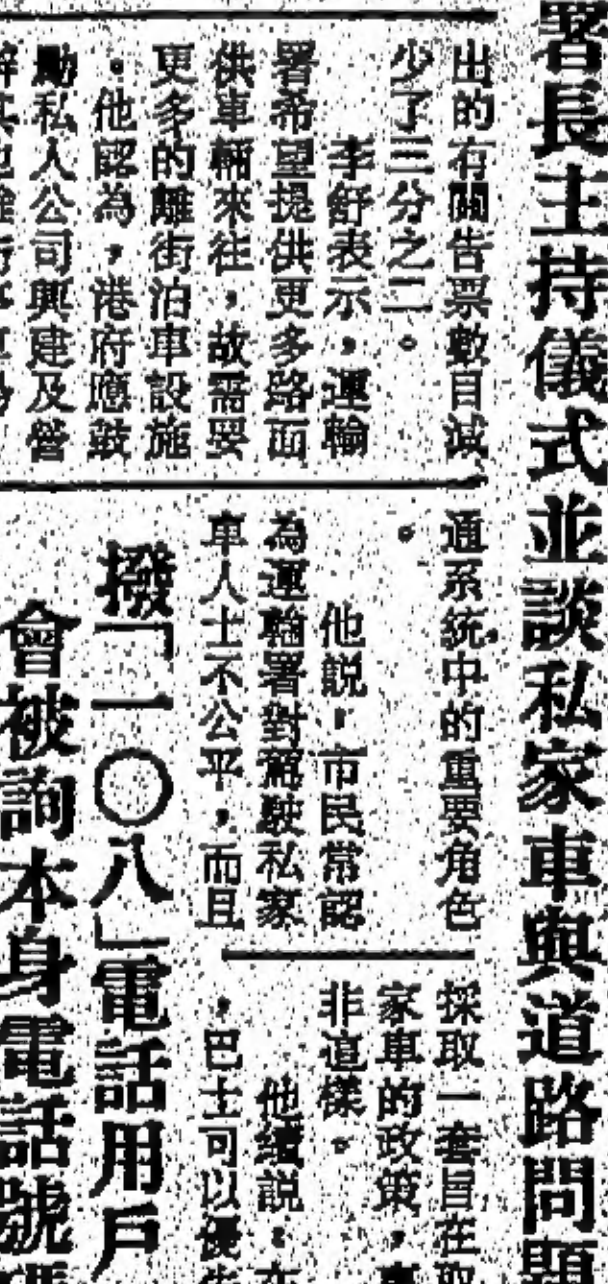 署長主持儀式並談私家車與道路問題
出的有關告票數目減
少了三分之二。
李舒表示，運輸
署希望提供更多路面
供車輛來往，故需要
更多的離街泊車設施
。他認為，港府應鼓
勵私人公司興建及營
通系統中的重要角色
。
他說，市民常認
為運輸署對駕駛私家
車人士不公平，而且
採取一套旨在取
家車的政策，
非這樣。
他續說，在
，巴士可以優先
撥「一〇八」電話用戶
會被詢本身電話號